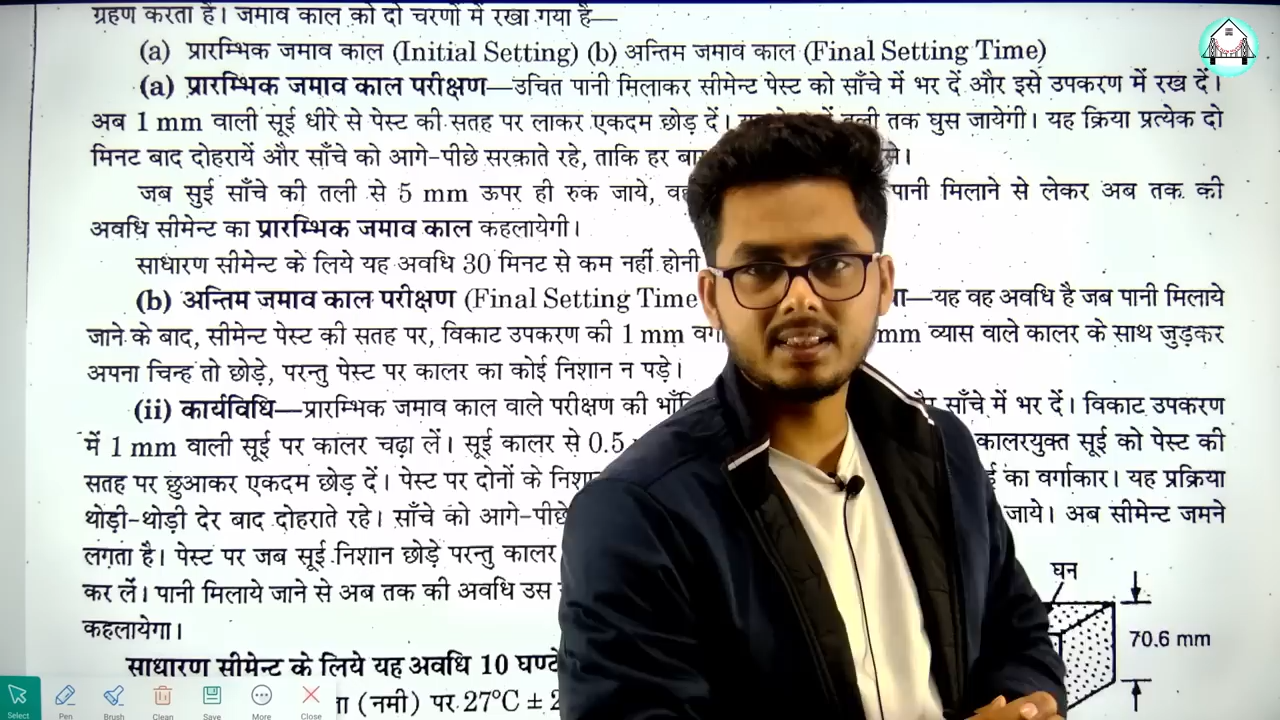 ग्रहण करता है। जमाव काल को दो चरणों में रखा गया है—
(a) प्रारम्भिक जमाव काल (Initial Setting) (b) अन्तिम जमाव काल (Final Setting Time)
(a) प्रारम्भिक जमाव काल परीक्षण—उचित पानी मिलाकर सीमेन्ट पेस्ट को साँचे में भर दें और इसे उपकरण में रख दें।
अब 1 mm वाली सूई धीरे से पेस्ट की सतह पर लाकर एकदम छोड़ दें। तली तक घुस जायेगी। यह क्रिया प्रत्येक दो
मिनट बाद दोहरायें और साँचे को आगे-पीछे सरकाते रहे, ताकि हर
जब सुई साँचे की तली से 5 mm ऊपर ही रुक जाये, पानी मिलाने से लेकर अब तक की
अवधि सीमेन्ट का प्रारम्भिक जमाव काल कहलायेगी।
साधारण सीमेन्ट के लिये यह अवधि 30 मिनट से कम नहीं होनी
(b) अन्तिम जमाव काल परीक्षण (Final Setting Time —यह वह अवधि है जब पानी मिलाये
जाने के बाद, सीमेन्ट पेस्ट की सतह पर, विकाट उपकरण की 1 mm mm व्यास वाले कालर के साथ जुड़कर
अपना चिन्ह तो छोड़े, परन्तु पेस्ट पर कालर का कोई निशान न पड़े।
(ii) कार्यविधि—प्रारम्भिक जमाव काल वाले परीक्षण की साँचे में भर दें। विकाट उपकरण
में 1 mm वाली सूई पर कालर चढ़ा लें। सूई कालर से 0.5 कालरयुक्त सूई को पेस्ट की
सतह पर छुआकर एकदम छोड़ दें। पेस्ट पर दोनों के का वर्गाकार। यह प्रक्रिया
थोड़ी-थोड़ी देर बाद दोहराते रहे। साँचे को आगे-पीछे जाये। अब सीमेन्ट जमने
लगता है। पेस्ट पर जब सूई निशान छोड़े परन्तु कालर
कर लें। पानी मिलाये जाने से अब तक की अवधि उस
कहलायेगा।
घन
70.6 mm
साधारण सीमेन्ट के लिये यह अवधि 10 घण्टे
(नमी) पर 27°C ±
Select Pen Brush Clean Save More Close